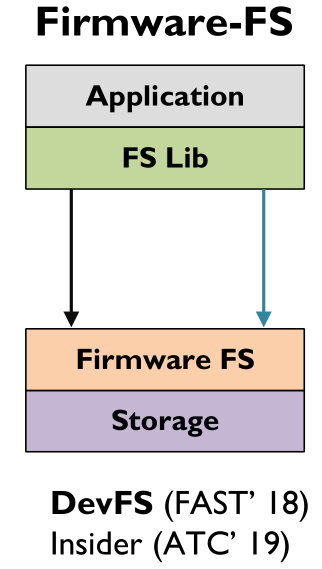 Firmware-FS
Application
FS Lib
Firmware FS
Storage
DevFS (FAST’ 18)
Insider (ATC’ 19)